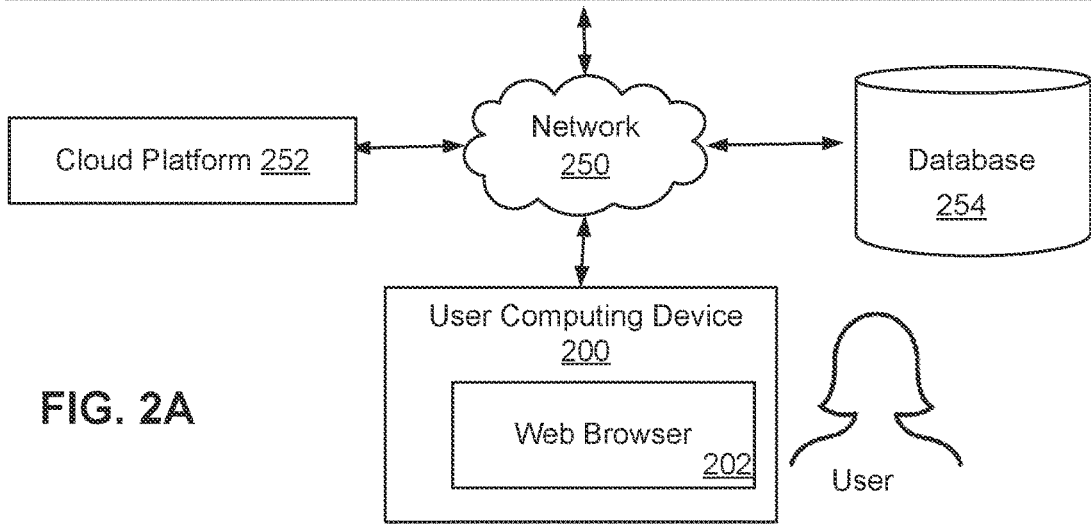 Network
250
Cloud Platform 252
Database
254
User Computing Device
200
Web Browser
202
FIG. 2A
User